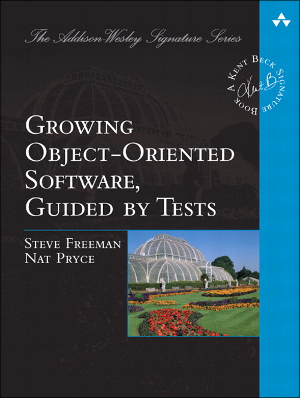 The Addison-Wesley Signature Series
A KENT BECK SIGNATURE BOOK
Kent B
GROWING
OBJECT-ORIENTED
SOFTWARE,
GUIDED BY TESTS
STEVE FREEMAN
NAT PRYCE